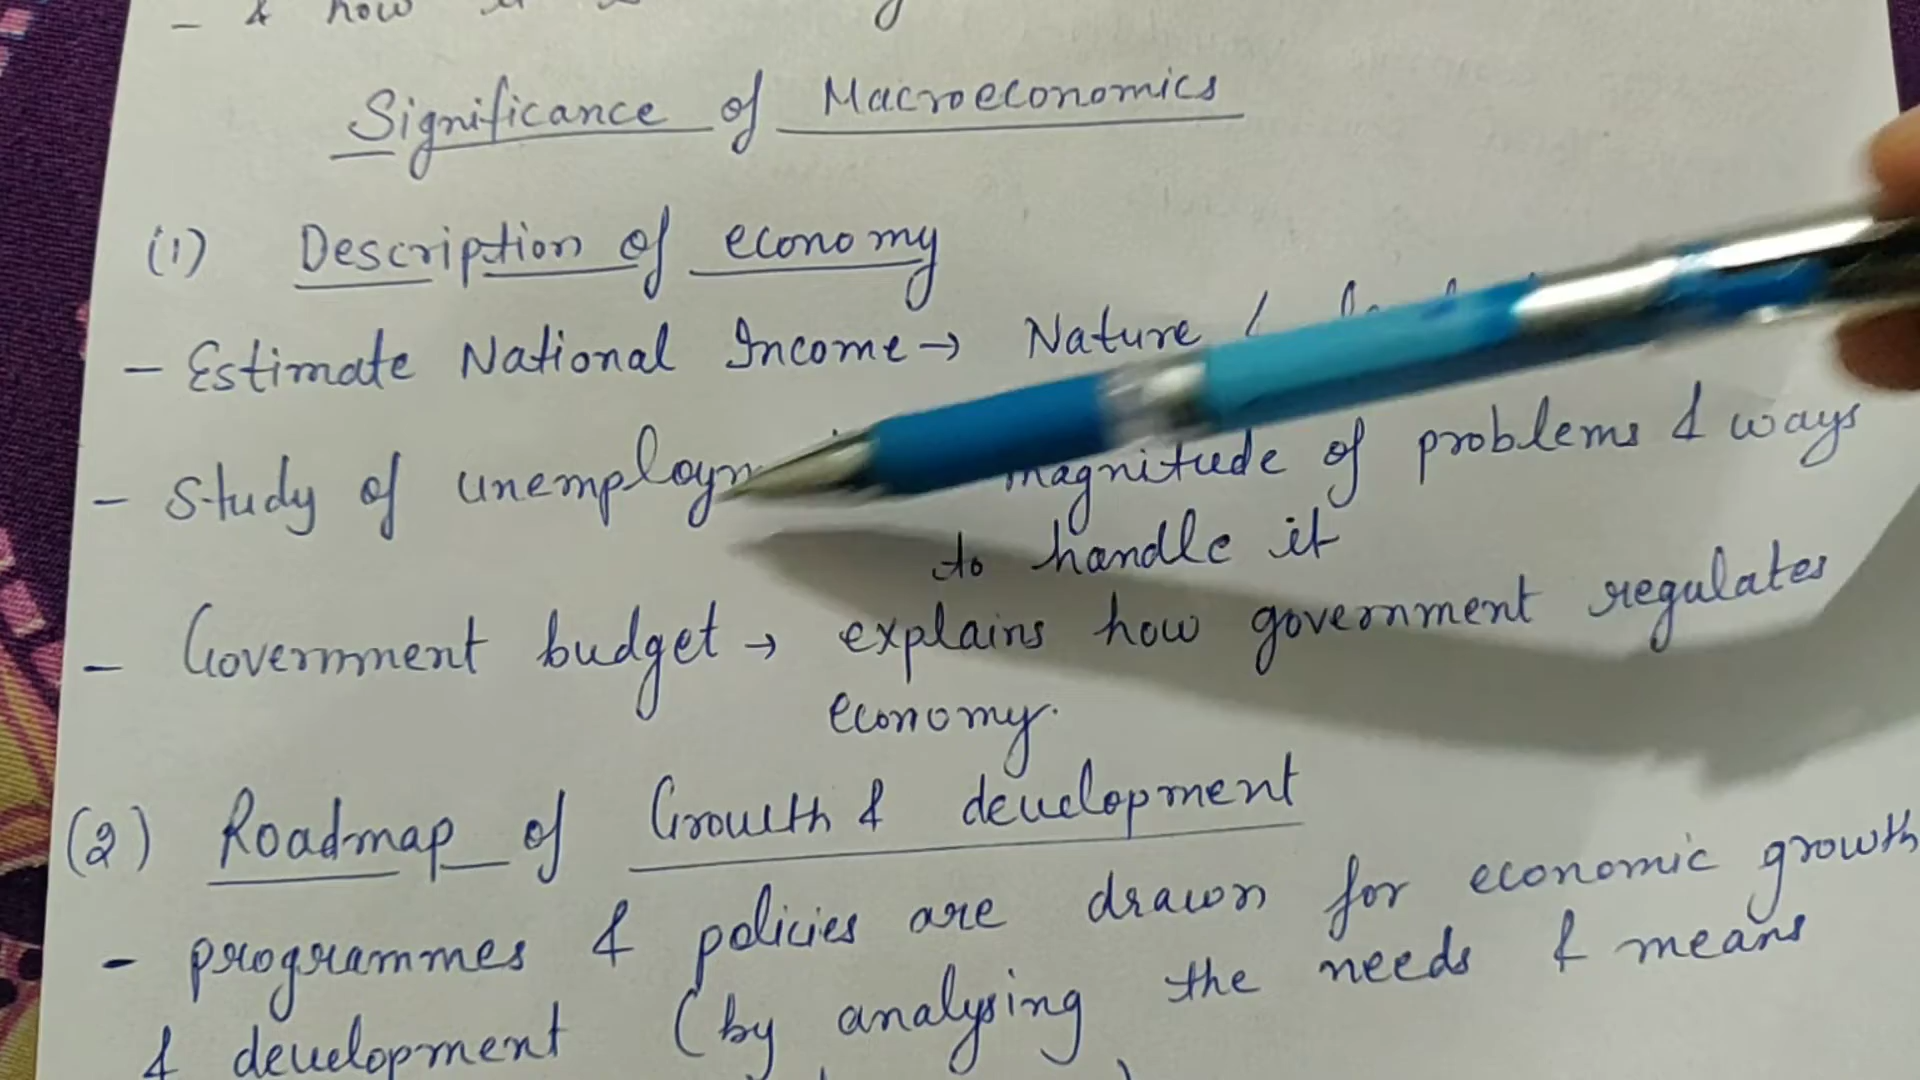 - & how
Significance of Macroeconomics
(1) Description of economy
- Estimate National Income → Nature &
- Study of unemploym magnitude of problems & ways
to handle it
- Government budget → explains how government regulates
economy.
(2) Roadmap of Growth & development
- programmes & policies are drawn for economic growth
& development (by analysing the needs & means